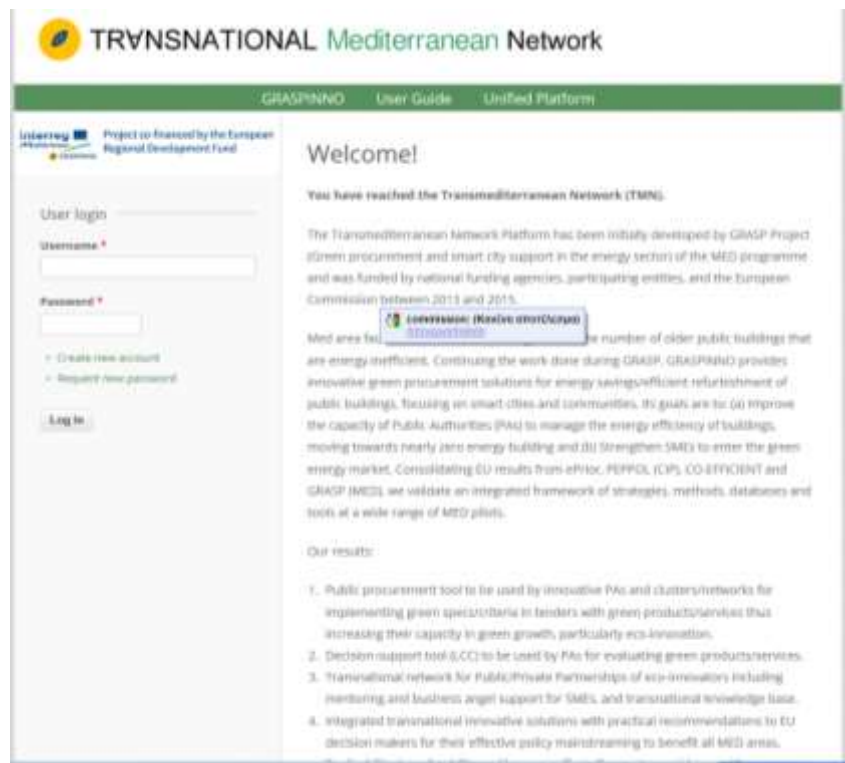 TR∀NSNATIONAL Mediterranean Network
GRASPINNO User Guide Unified Platform
Interreg
Project co-financed by the European
Regional Development Fund
User login
Username *
Password *
Create new account
Request new password
Log in
Welcome!
You have reached the Transmediterranean Network (TMN).
The Transmediterranean Network Platform has been initially developed by GRASP Project
(Green procurement and smart city support in the energy sector) of the MED programme
and was funded by national funding agencies, participating entities, and the European
Commission between 2013 and 2015.
commission: (Κανένα αποτέλεσμα)
Med area
number of older public buildings that
are energy inefficient. Continuing the work done during GRASP, GRASPINNO provides
innovative green procurement solutions for energy savings/efficient refurbishment of
public buildings, focusing on smart cities and communities. Its goals are to: (a) Improve
the capacity of Public Authorities (PAs) to manage the energy efficiency of buildings,
moving towards nearly zero energy building and (b) Strengthen SMEs to enter the green
energy market. Consolidating EU results from ePrior, PEPPOL (CIP), CO-EFFICIENT and
GRASP (MED), we validate an integrated framework of strategies, methods, databases and
tools at a wide range of MED pilots.
Our results:
1. Public procurement tool to be used by innovative PAs and clusters/networks for
implementing green specs/criteria in tenders with green products/services thus
increasing their capacity in green growth, particularly eco-innovation.
2. Decision support tool (LCC) to be used by PAs for evaluating green products/services.
3. Transnational network for Public/Private Partnerships of eco-innovators including
mentoring and business angel support for SMEs, and transnational knowledge base.
4. Integrated transnational innovative solutions with practical recommendations to EU
decision makers for their effective policy mainstreaming to benefit all MED areas.